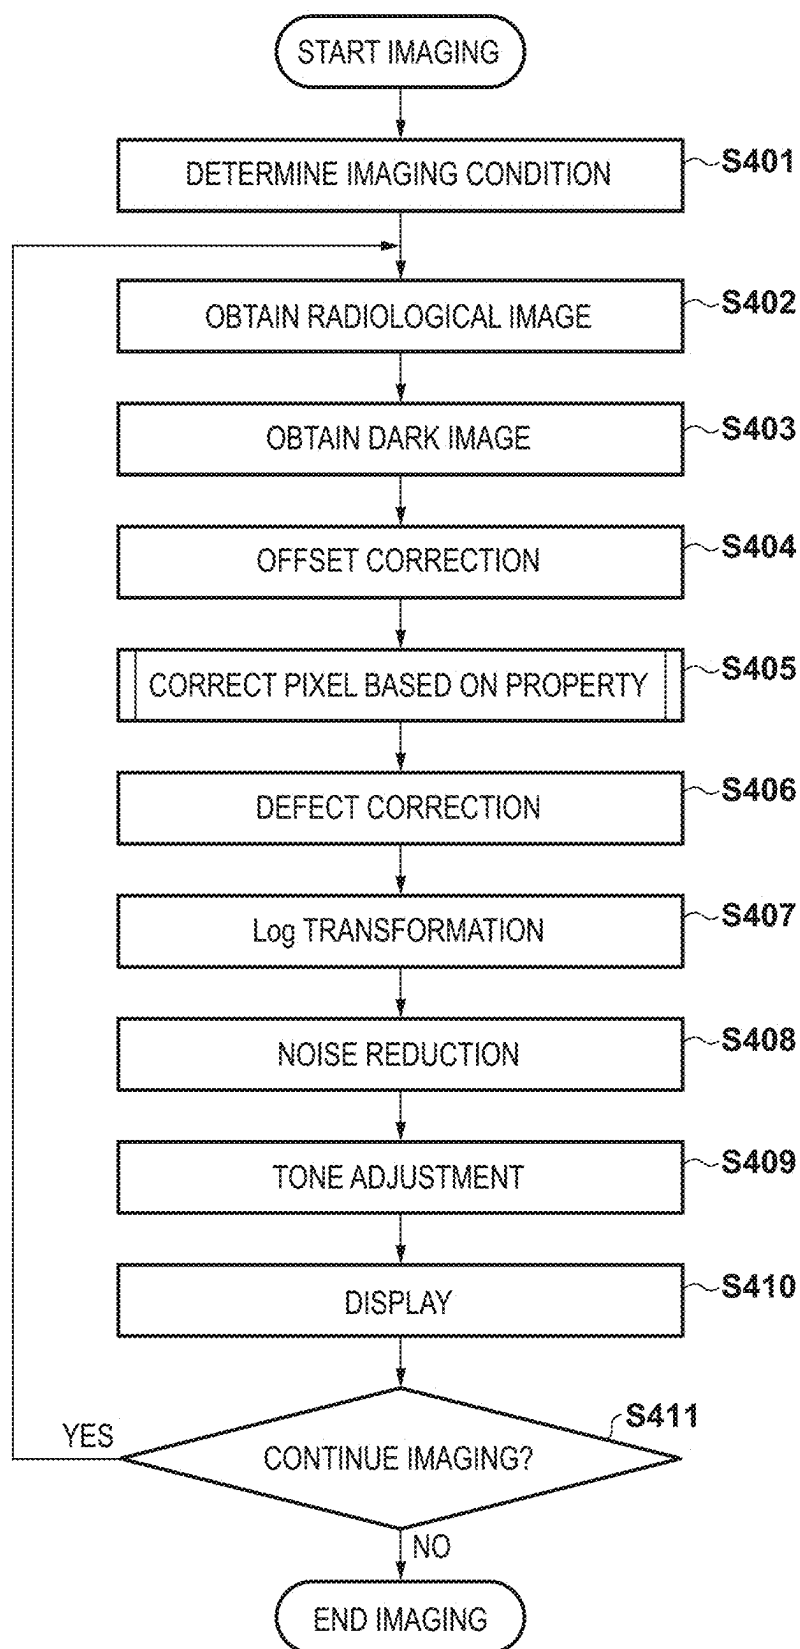 START IMAGING
DETERMINE IMAGING CONDITION
S401
OBTAIN RADIOLOGICAL IMAGE
S402
OBTAIN DARK IMAGE
S403
OFFSET CORRECTION
S404
CORRECT PIXEL BASED ON PROPERTY
S405
DEFECT CORRECTION
S406
Log TRANSFORMATION
S407
NOISE REDUCTION
S408
TONE ADJUSTMENT
S409
DISPLAY
S410
S411
YES
CONTINUE IMAGING?
NO
END IMAGING